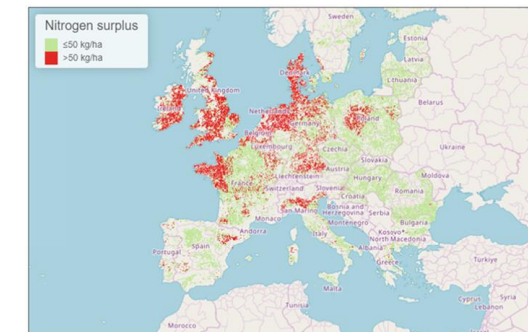 Nitrogen surplus
≤50 kg/ha
>50 kg/ha
Sweden
Estonia
Latvia
Denmark
Lithuania
United Kingdom
Ireland
Belarus
Netherlands
Poland
Germany
Belgium
Ukraine
Luxembourg
Czechia
Slovakia
Austria
Moldova
Liechtenstein
Hungary
France
Switzerland
Slovenia
Romania
Croatia
San Marino
Bosnia and
Herzegovina
Serbia
Monaco
Montenegro
Bulgaria
Italy
Kosovo
Andorra
North Macedonia
Albania
Portugal
Spain
Greece
Türkiye
Malta
Cyprus
Syria
Tunisia
Lebanon
Morocco